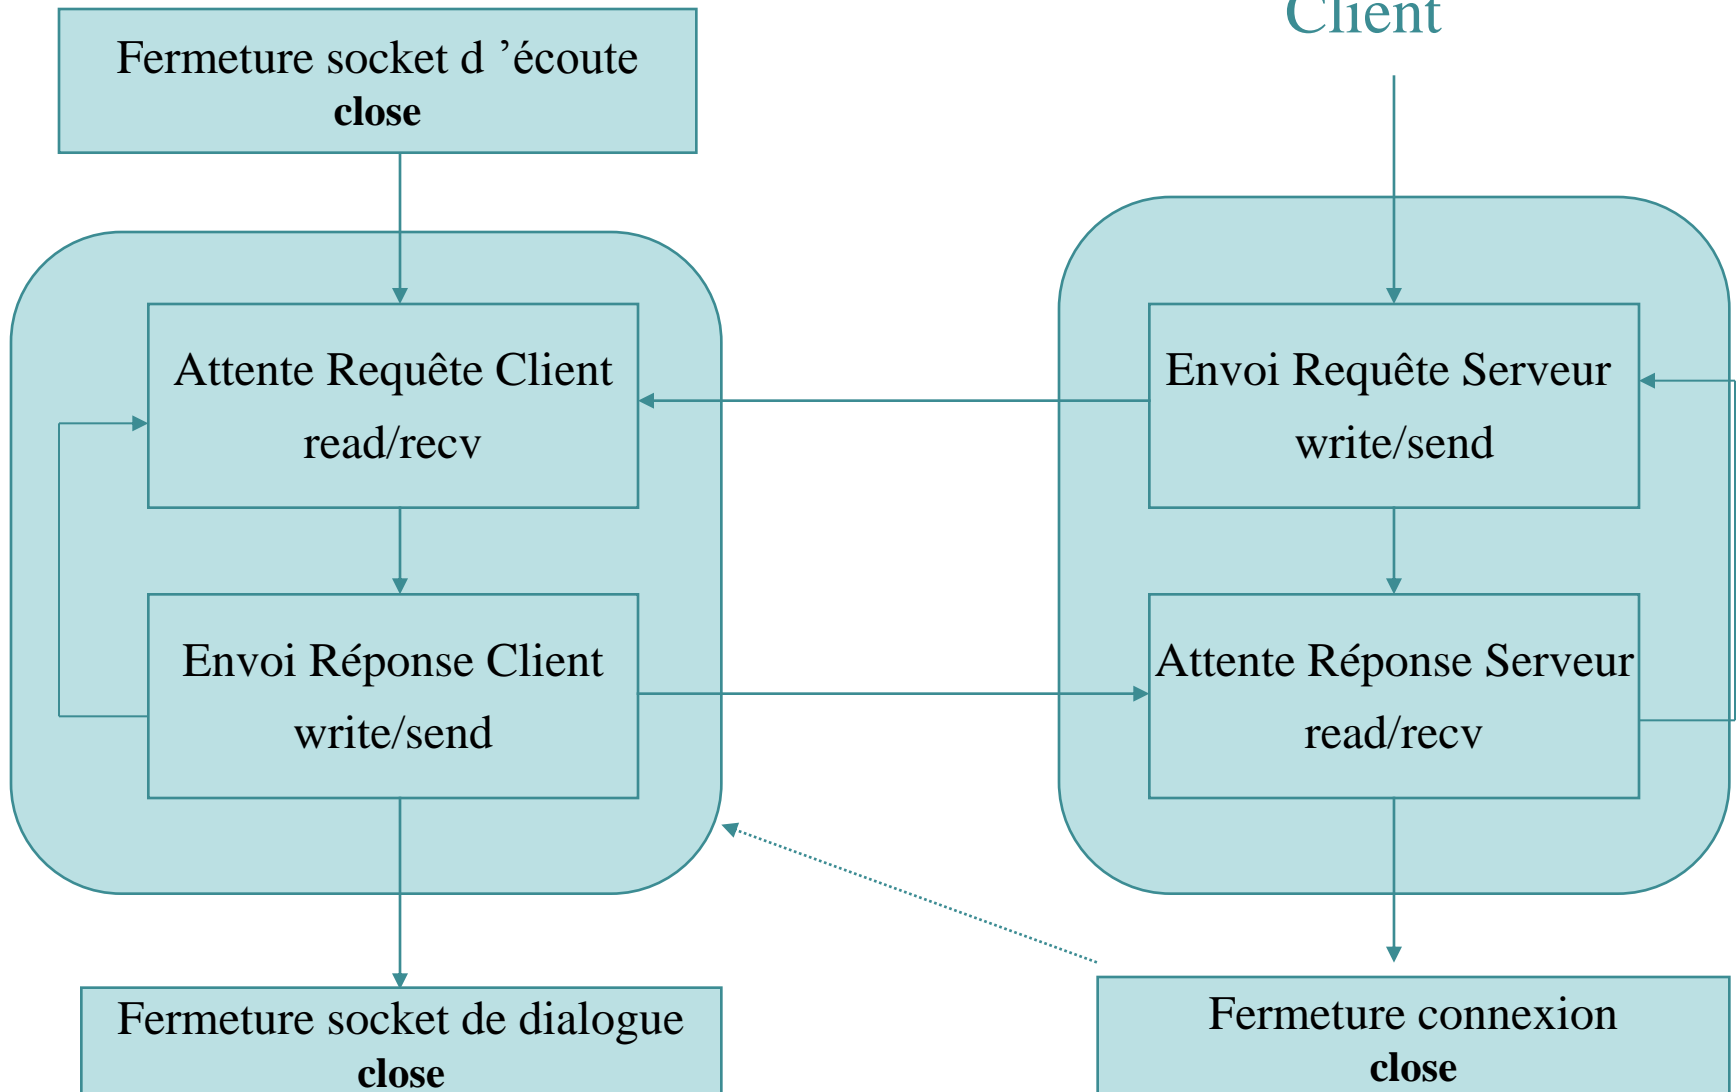 Client
Fermeture socket d ’écoute
close
Attente Requête Client
read/recv
Envoi Requête Serveur
write/send
Envoi Réponse Client
write/send
Attente Réponse Serveur
read/recv
Fermeture socket de dialogue
close
Fermeture connexion
close